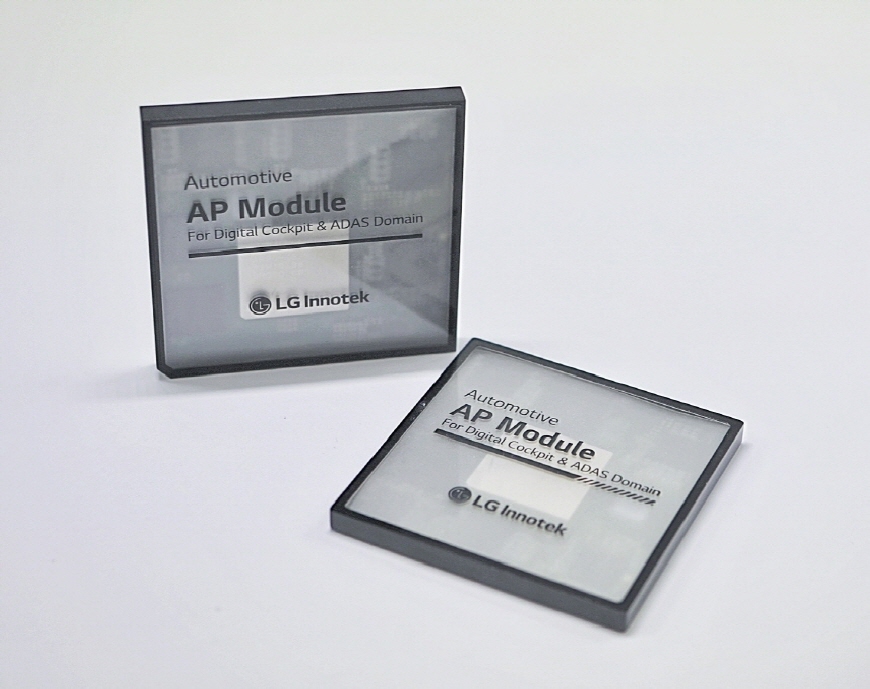 Automotive
AP Module
For Digital Cockpit & ADAS Domain
LG Innotek
Automotive
AP Module
For Digital Cockpit & ADAS Domain
LG Innotek